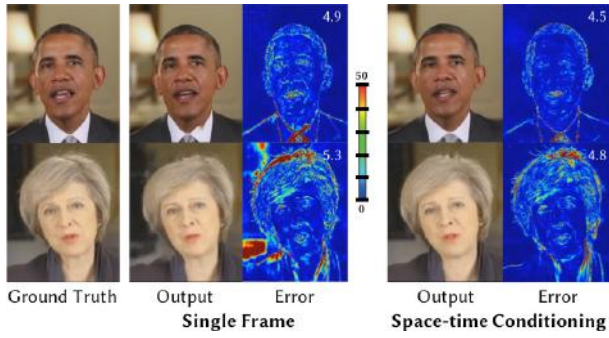 4.9
4.5
50
5.3
4.8
0
Ground Truth
Output
Error
Output
Error
Single Frame
Space-time Conditioning